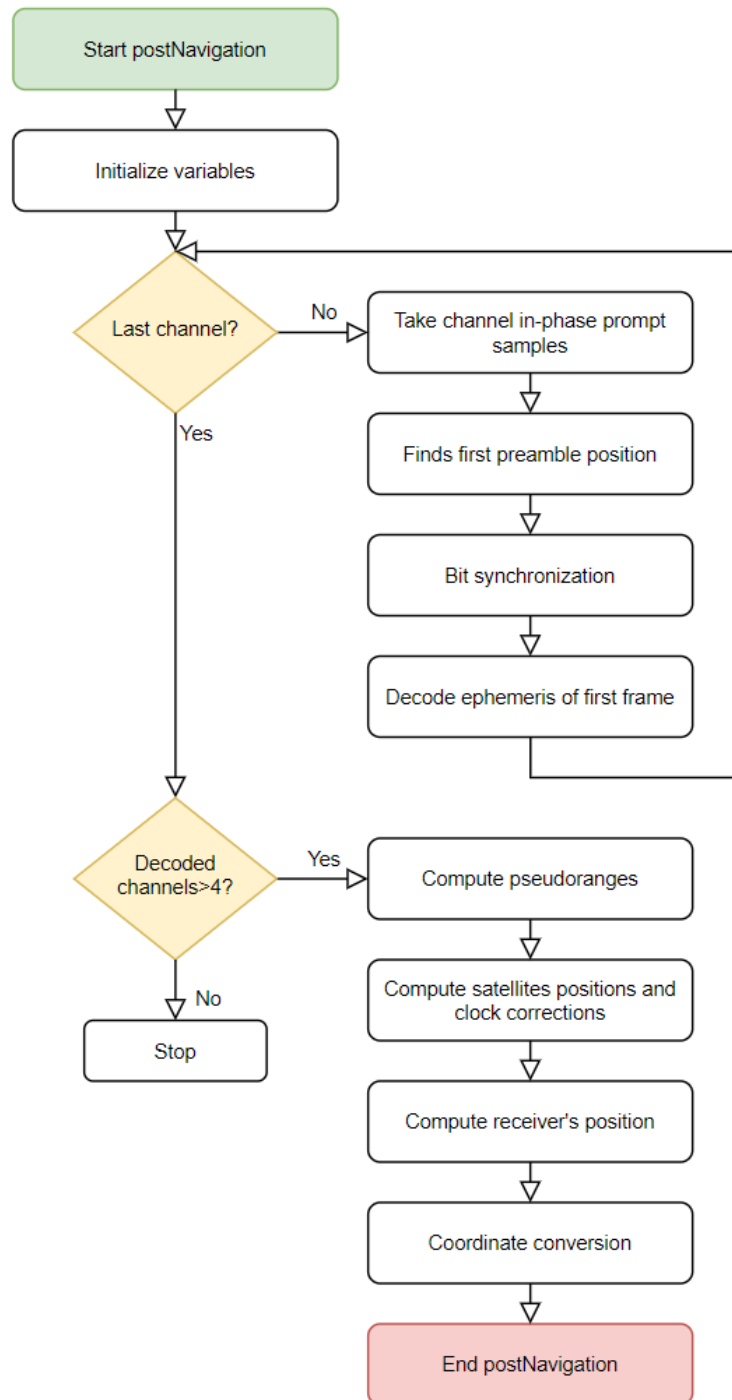 Start postNavigation
Initialize variables
Last channel?
No
Take channel in-phase prompt
samples
Finds first preamble position
Bit synchronization
Decode ephemeris of first frame
Yes
Decoded
channels>4?
Yes
Compute pseudoranges
No
Stop
Compute satellites positions and
clock corrections
Compute receiver's position
Coordinate conversion
End postNavigation